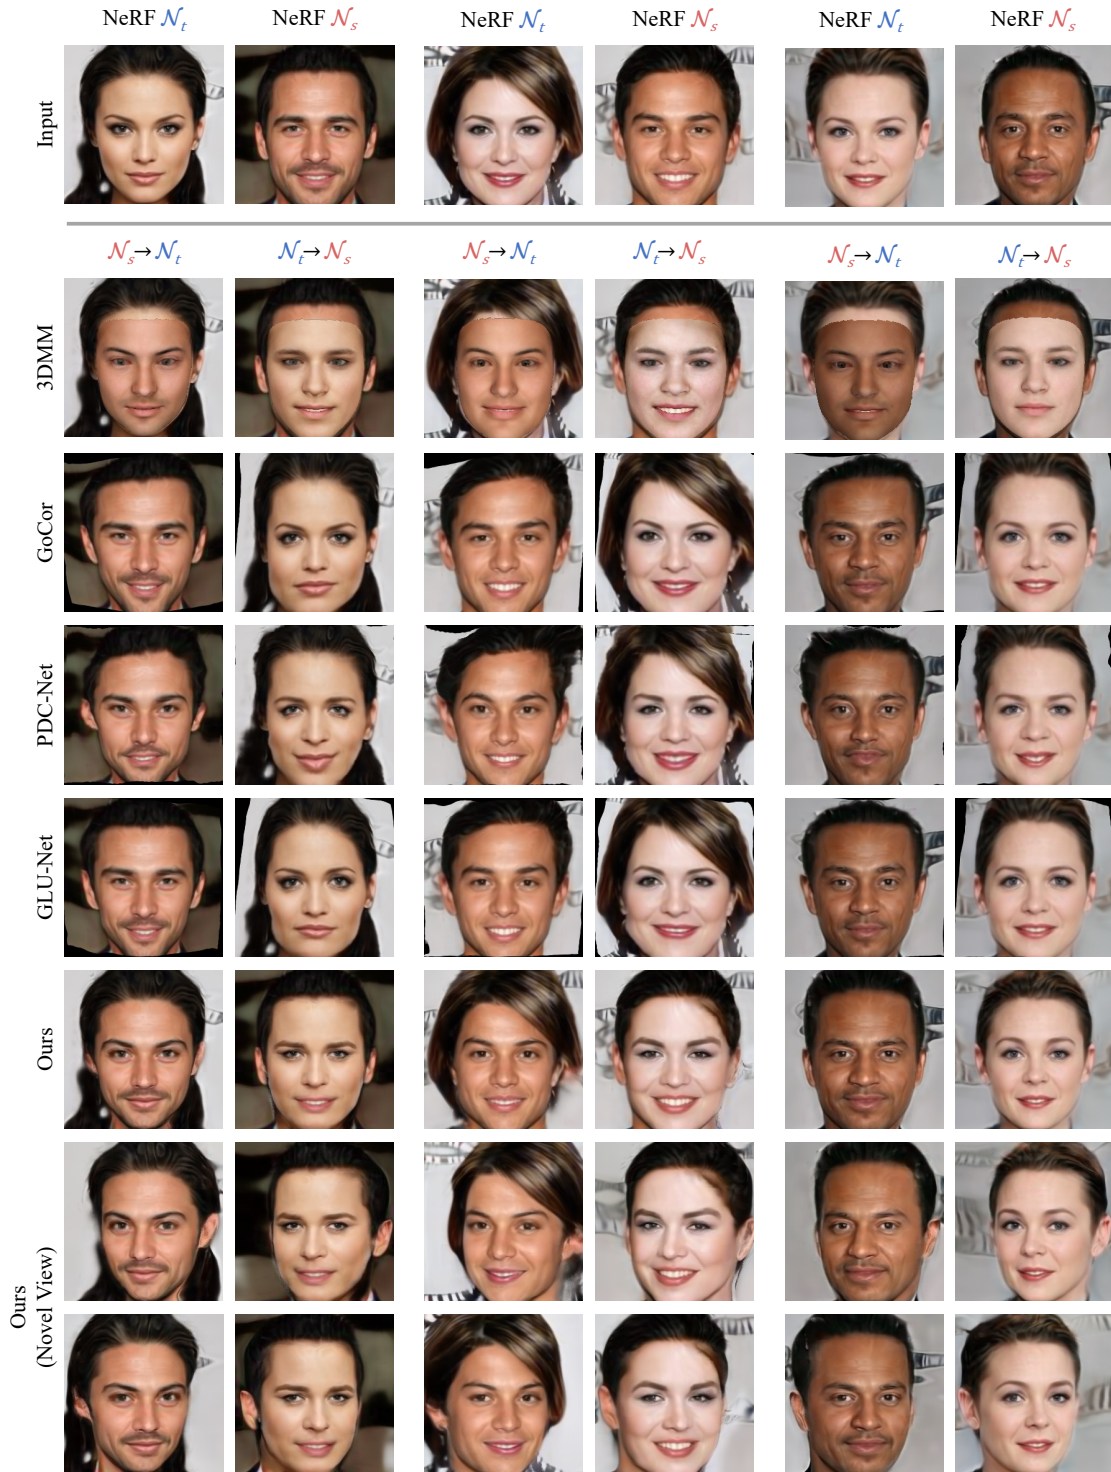 NeRF 𝒩t NeRF 𝒩s NeRF 𝒩t NeRF 𝒩s NeRF 𝒩t NeRF 𝒩s
Input
𝒩s→𝒩t 𝒩t→𝒩s 𝒩s→𝒩t 𝒩t→𝒩s 𝒩s→𝒩t 𝒩t→𝒩s
3DMM
GoCor
PDC-Net
GLU-Net
Ours
Ours
(Novel View)